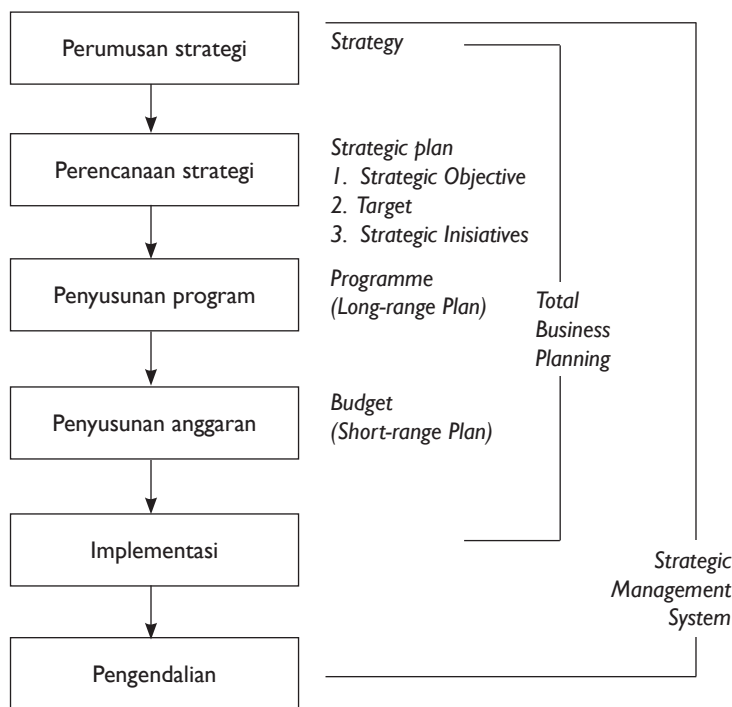 Perumusan strategi
Strategy
Perencanaan strategi
Strategic plan
1. Strategic Objective
2. Target
3. Strategic Inisiatives
Penyusunan program
Programme
(Long-range Plan)
Total
Business
Planning
Penyusunan anggaran
Budget
(Short-range Plan)
Implementasi
Strategic
Management
System
Pengendalian